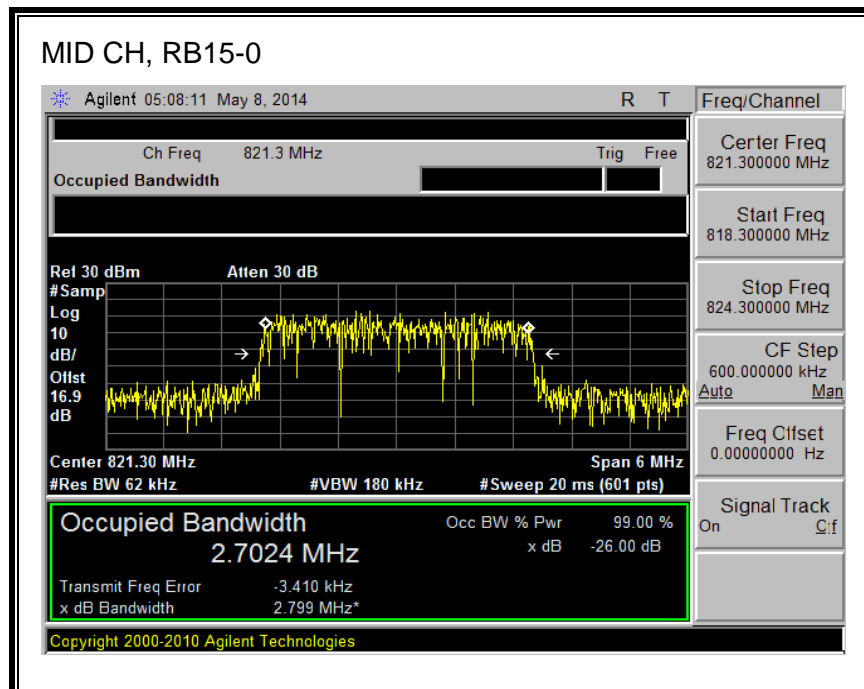 MID CH, RB15-0
Agilent 05:08:11 May 8, 2014 R T
Freq/Channel
Ch Freq 821.3 MHz Trig Free
Occupied Bandwidth
Center Freq
821.300000 MHz
Start Freq
818.300000 MHz
Stop Freq
824.300000 MHz
CF Step
600.000000 kHz
Auto Man
Freq Offset
0.00000000 Hz
Signal Track
On Off
Ref 30 dBm Atten 30 dB
#Samp
Log
10
dB/
Offst
16.9
dB
Center 821.30 MHz Span 6 MHz
#Res BW 62 kHz #VBW 180 kHz #Sweep 20 ms (601 pts)
Occupied Bandwidth
2.7024 MHz
Occ BW % Pwr 99.00 %
x dB -26.00 dB
Transmit Freq Error -3.410 kHz
x dB Bandwidth 2.799 MHz*
Copyright 2000-2010 Agilent Technologies